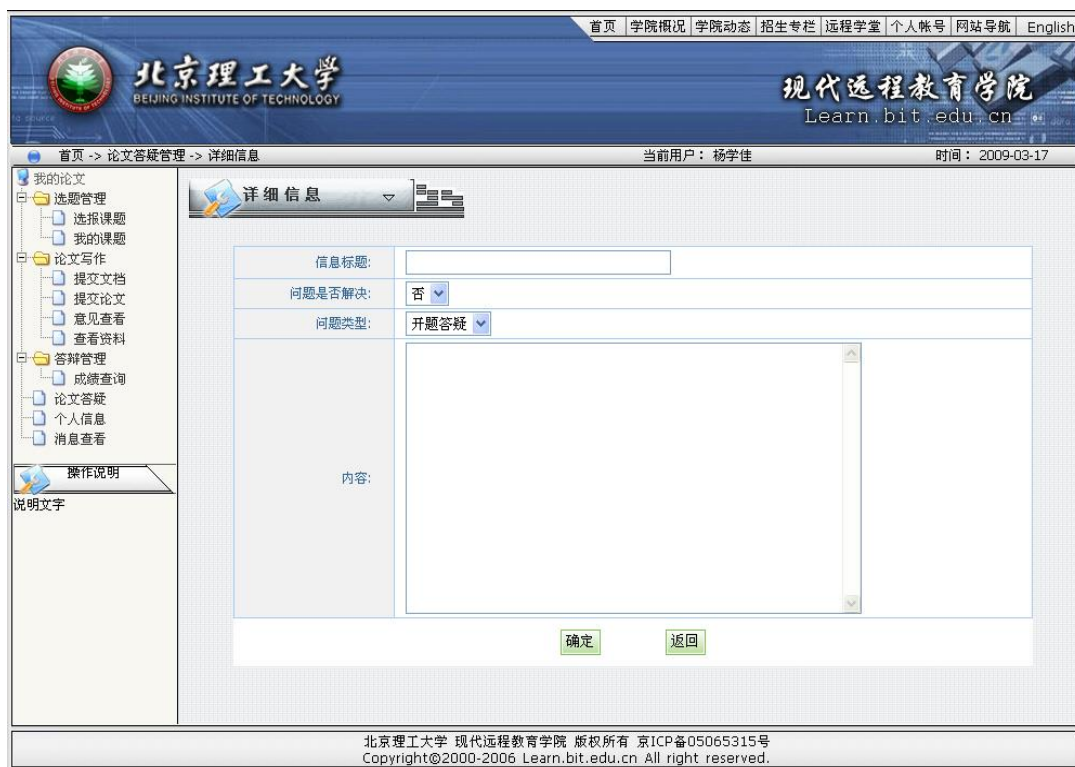 首页 | 学院概况 | 学院动态 | 招生专栏 | 远程学堂 | 个人帐号 | 网站导航 | English
北京理工大学
BEIJING INSTITUTE OF TECHNOLOGY
现代远程教育学院
Learn.bit.edu.cn
首页 -> 论文答疑管理 -> 详细信息 当前用户: 杨学佳 时间: 2009-03-17
我的论文
选题管理
选报课题
我的课题
论文写作
提交文档
提交论文
意见查看
查看资料
答辩管理
成绩查询
论文答疑
个人信息
消息查看
操作说明
说明文字
详细信息
信息标题:
问题是否解决: 否
问题类型: 开题答疑
内容:
确定 返回
北京理工大学 现代远程教育学院 版权所有 京ICP备05065315号
Copyright©2000-2006 Learn.bit.edu.cn All right reserved.